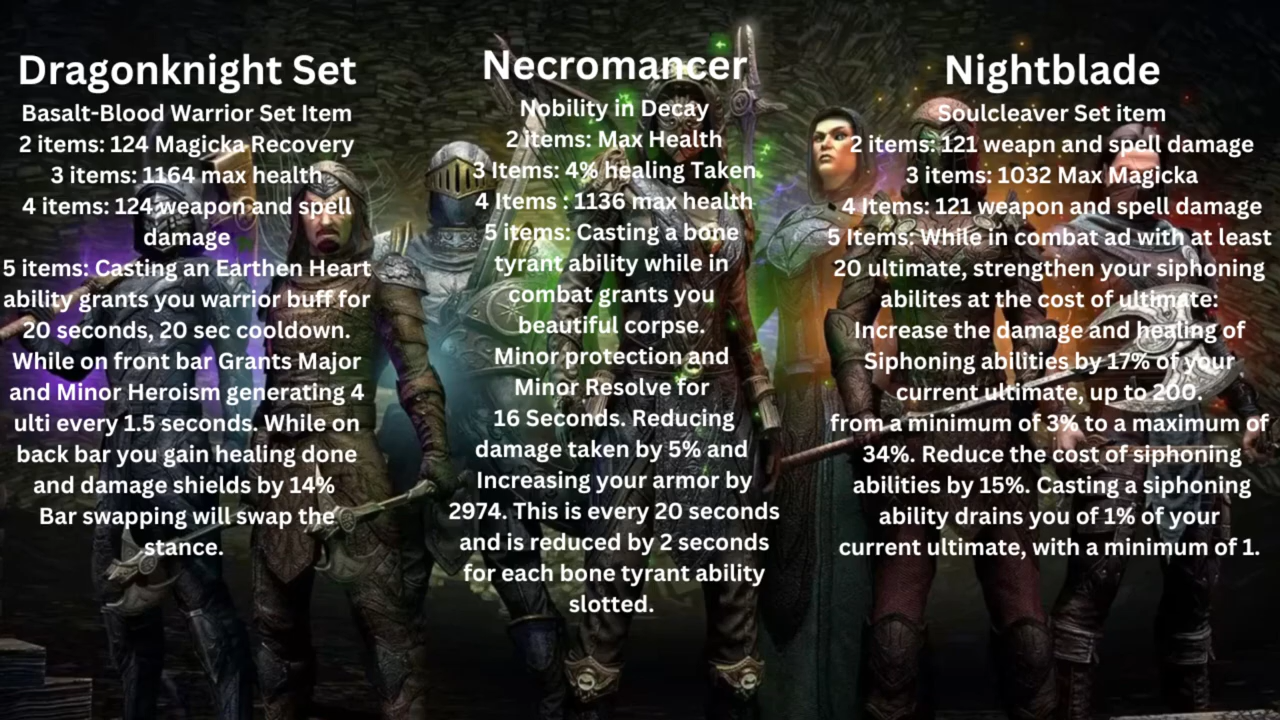 Dragonknight Set
Basalt-Blood Warrior Set Item
2 items: 124 Magicka Recovery
3 items: 1164 max health
4 items: 124 weapon and spell
damage
5 items: Casting an Earthen Heart
ability grants you warrior buff for
20 seconds, 20 sec cooldown.
While on front bar Grants Major
and Minor Heroism generating 4
ulti every 1.5 seconds. While on
back bar you gain healing done
and damage shields by 14%
Bar swapping will swap the
stance.
Necromancer
Nobility in Decay
2 items: Max Health
3 Items: 4% healing Taken
4 Items : 1136 max health
5 items: Casting a bone
tyrant ability while in
combat grants you
beautiful corpse.
Minor protection and
Minor Resolve for
16 Seconds. Reducing
damage taken by 5% and
Increasing your armor by
2974. This is every 20 seconds
and is reduced by 2 seconds
for each bone tyrant ability
slotted.
Nightblade
Soulcleaver Set item
2 items: 121 weapn and spell damage
3 items: 1032 Max Magicka
4 Items: 121 weapon and spell damage
5 Items: While in combat ad with at least
20 ultimate, strengthen your siphoning
abilites at the cost of ultimate:
Increase the damage and healing of
Siphoning abilities by 17% of your
current ultimate, up to 200.
from a minimum of 3% to a maximum of
34%. Reduce the cost of siphoning
abilities by 15%. Casting a siphoning
ability drains you of 1% of your
current ultimate, with a minimum of 1.